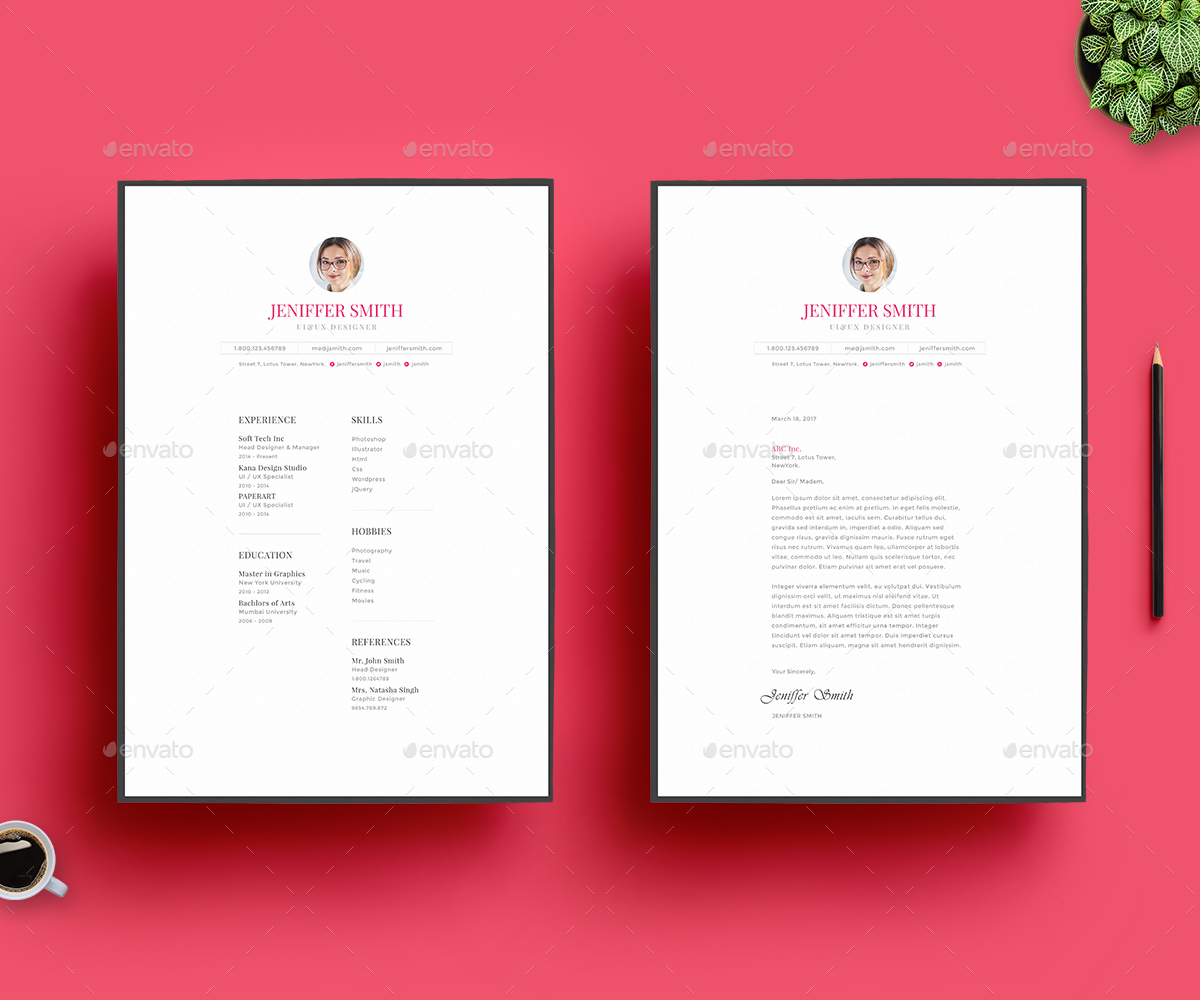 JENIFFER SMITH
UI&UX DESIGNER
1.800.123.456789 me@jsmith.com jeniffersmith.com
Street 7, Lotus Tower, NewYork. jeniffersmith jsmith jsmith
EXPERIENCE
Soft Tech Inc
Head Designer & Manager
2014 - Present
Kana Design Studio
UI / UX Specialist
2010 - 2014
PAPERART
UI / UX Specialist
2010 - 2014
EDUCATION
Master in Graphics
New York University
2010 - 2012
Bachlors of Arts
Mumbai University
2006 - 2009
SKILLS
Photoshop
Illustrator
Html
Css
Wordpress
jQuery
HOBBIES
Photography
Travel
Music
Cycling
Fitness
Movies
REFERENCES
Mr. John Smith
Head Designer
1.800.1264789
Mrs. Natasha Singh
Graphic Designer
9854.789.872
JENIFFER SMITH
UI&UX DESIGNER
1.800.123.456789 me@jsmith.com jeniffersmith.com
Street 7, Lotus Tower, NewYork. jeniffersmith jsmith jsmith
March 18, 2017
ABC Inc,
Street 7, Lotus Tower,
NewYork.
Dear Sir/ Madam,
Lorem ipsum dolor sit amet, consectetur adipiscing elit.
Phasellus pretium ac enim at pretium. In eget felis molestie,
commodo est sit amet, iaculis sem. Curabitur tellus dui,
gravida sed interdum in, imperdiet a odio. Aliquam sed
congue risus, gravida dignissim mauris. Fusce rutrum eget
risus nec rutrum. Vivamus quam leo, ullamcorper at lobortis
vitae, commodo ut leo. Nullam quis scelerisque tortor, nec
pulvinar dolor. Etiam pulvinar sit amet erat vel posuere.
Integer viverra elementum velit, eu volutpat dui. Vestibulum
dignissim orci velit, ut maximus nisl eleifend vitae. Ut
interdum est sit amet facilisis dictum. Donec pellentesque
blandit maximus. Aliquam tristique est sit amet turpis
condimentum, sit amet efficitur urna tempor. Integer
tincidunt vel dolor sit amet tempor. Duis imperdiet cursus
suscipit. Etiam aliquam, magna sit amet hendrerit dignissim,
Your Sincerely,
Jeniffer Smith
JENIFFER SMITH
envato envato envato envato
envato envato envato envato
envato envato envato envato